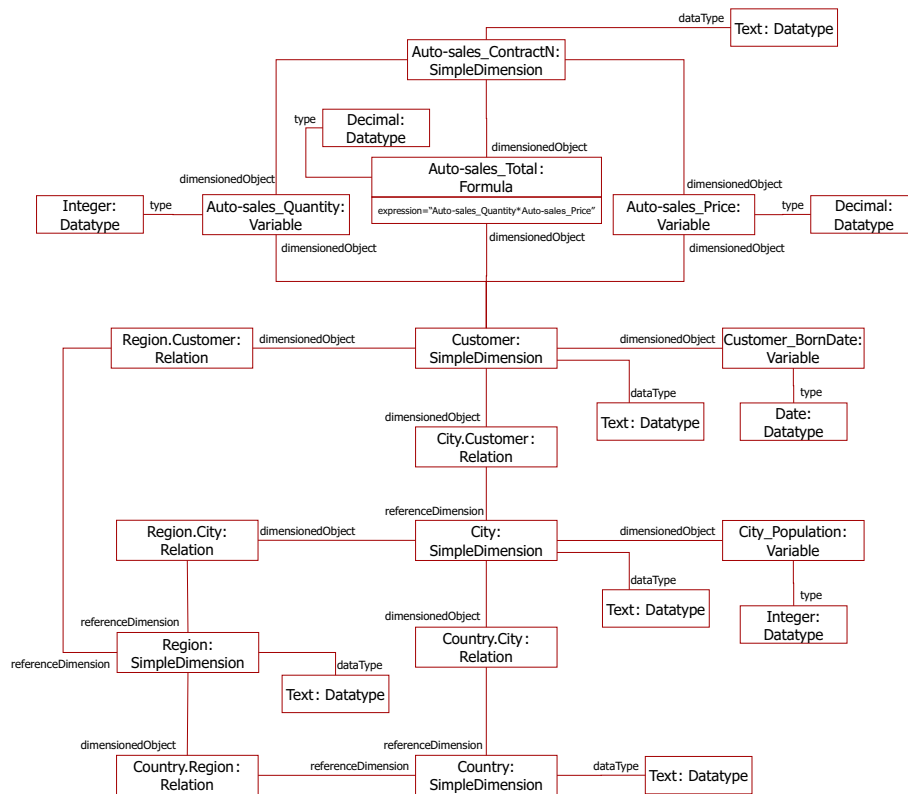 dataType
Text: Datatype
Auto-sales_ContractN:
SimpleDimension
type
Decimal:
Datatype
dimensionedObject
Auto-sales_Total:
Formula
expression="Auto-sales_Quantity*Auto-sales_Price"
dimensionedObject
dimensionedObject
Integer:
Datatype
type
Auto-sales_Quantity:
Variable
Auto-sales_Price:
Variable
type
Decimal:
Datatype
dimensionedObject
dimensionedObject
dimensionedObject
Region.Customer:
Relation
dimensionedObject
Customer:
SimpleDimension
dimensionedObject
Customer_BornDate:
Variable
dataType
Text: Datatype
type
Date:
Datatype
dimensionedObject
City.Customer:
Relation
referenceDimension
Region.City:
Relation
dimensionedObject
City:
SimpleDimension
dimensionedObject
City_Population:
Variable
dataType
Text: Datatype
type
Integer:
Datatype
dimensionedObject
Country.City:
Relation
referenceDimension
referenceDimension
Region:
SimpleDimension
dataType
Text: Datatype
dimensionedObject
Country.Region:
Relation
referenceDimension
referenceDimension
Country:
SimpleDimension
dataType
Text: Datatype